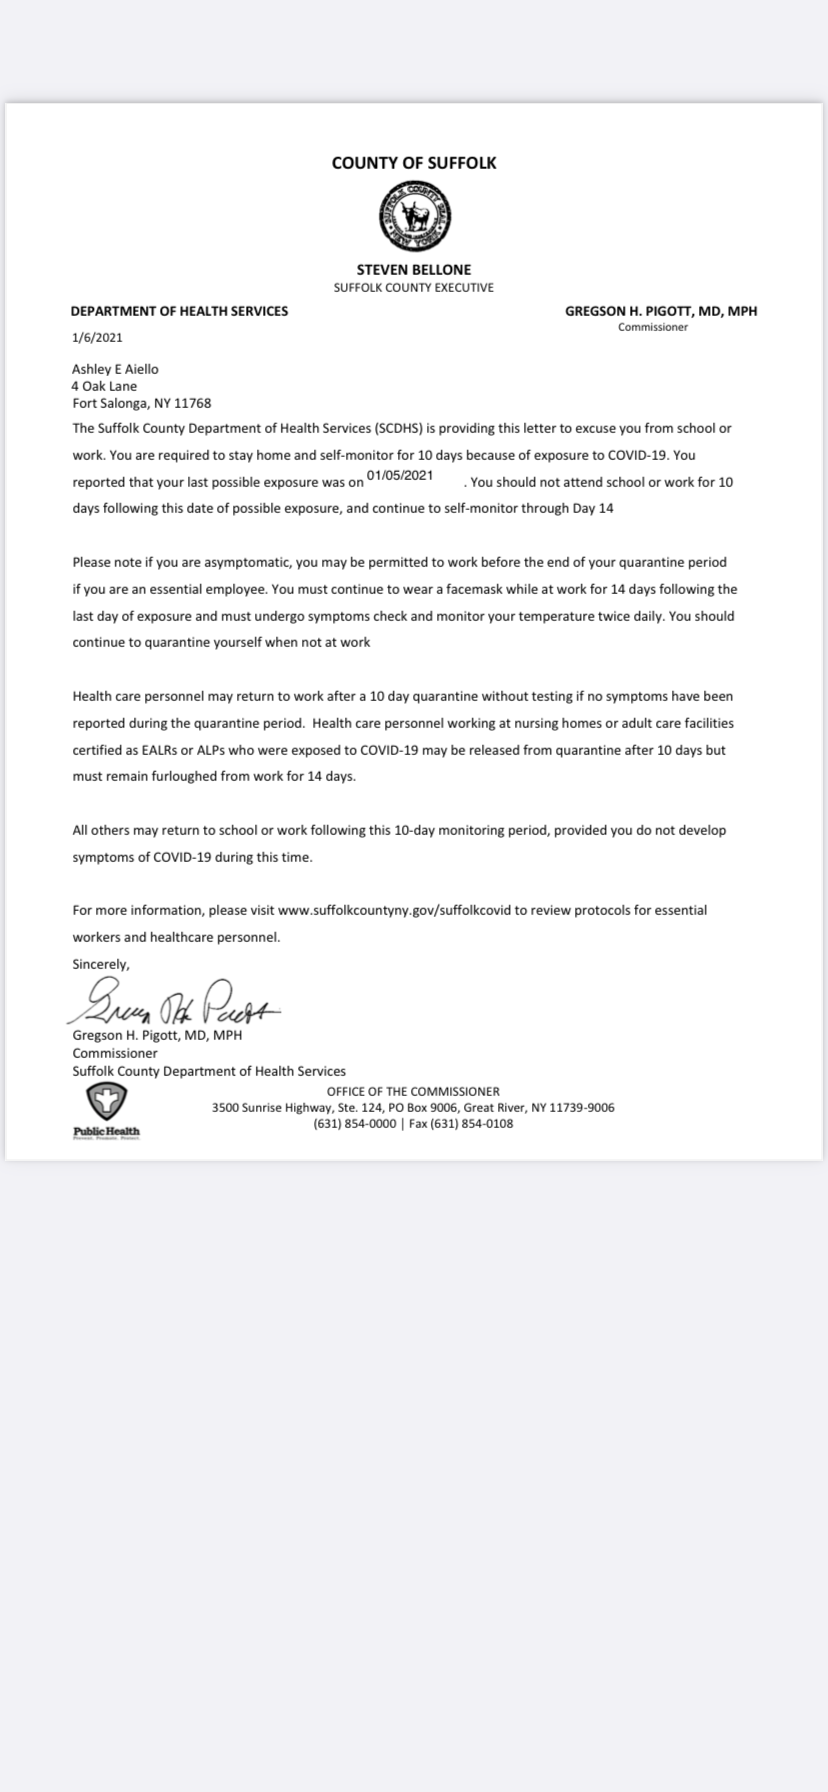 COUNTY OF SUFFOLK
SUFFOLK COUNTY SEAL
NEW YORK
STEVEN BELLONE
SUFFOLK COUNTY EXECUTIVE
DEPARTMENT OF HEALTH SERVICES
GREGSON H. PIGOTT, MD, MPH
Commissioner
1/6/2021
Ashley E Aiello
4 Oak Lane
Fort Salonga, NY 11768
The Suffolk County Department of Health Services (SCDHS) is providing this letter to excuse you from school or
work. You are required to stay home and self-monitor for 10 days because of exposure to COVID-19. You
reported that your last possible exposure was on 01/05/2021 . You should not attend school or work for 10
days following this date of possible exposure, and continue to self-monitor through Day 14
Please note if you are asymptomatic, you may be permitted to work before the end of your quarantine period
if you are an essential employee. You must continue to wear a facemask while at work for 14 days following the
last day of exposure and must undergo symptoms check and monitor your temperature twice daily. You should
continue to quarantine yourself when not at work
Health care personnel may return to work after a 10 day quarantine without testing if no symptoms have been
reported during the quarantine period. Health care personnel working at nursing homes or adult care facilities
certified as EALRs or ALPs who were exposed to COVID-19 may be released from quarantine after 10 days but
must remain furloughed from work for 14 days.
All others may return to school or work following this 10-day monitoring period, provided you do not develop
symptoms of COVID-19 during this time.
For more information, please visit www.suffolkcountyny.gov/suffolkcovid to review protocols for essential
workers and healthcare personnel.
Sincerely,
Gregson H. Pigott, MD, MPH
Commissioner
Suffolk County Department of Health Services
OFFICE OF THE COMMISSIONER
3500 Sunrise Highway, Ste. 124, PO Box 9006, Great River, NY 11739-9006
(631) 854-0000 | Fax (631) 854-0108
Public Health
Prevent. Promote. Protect.